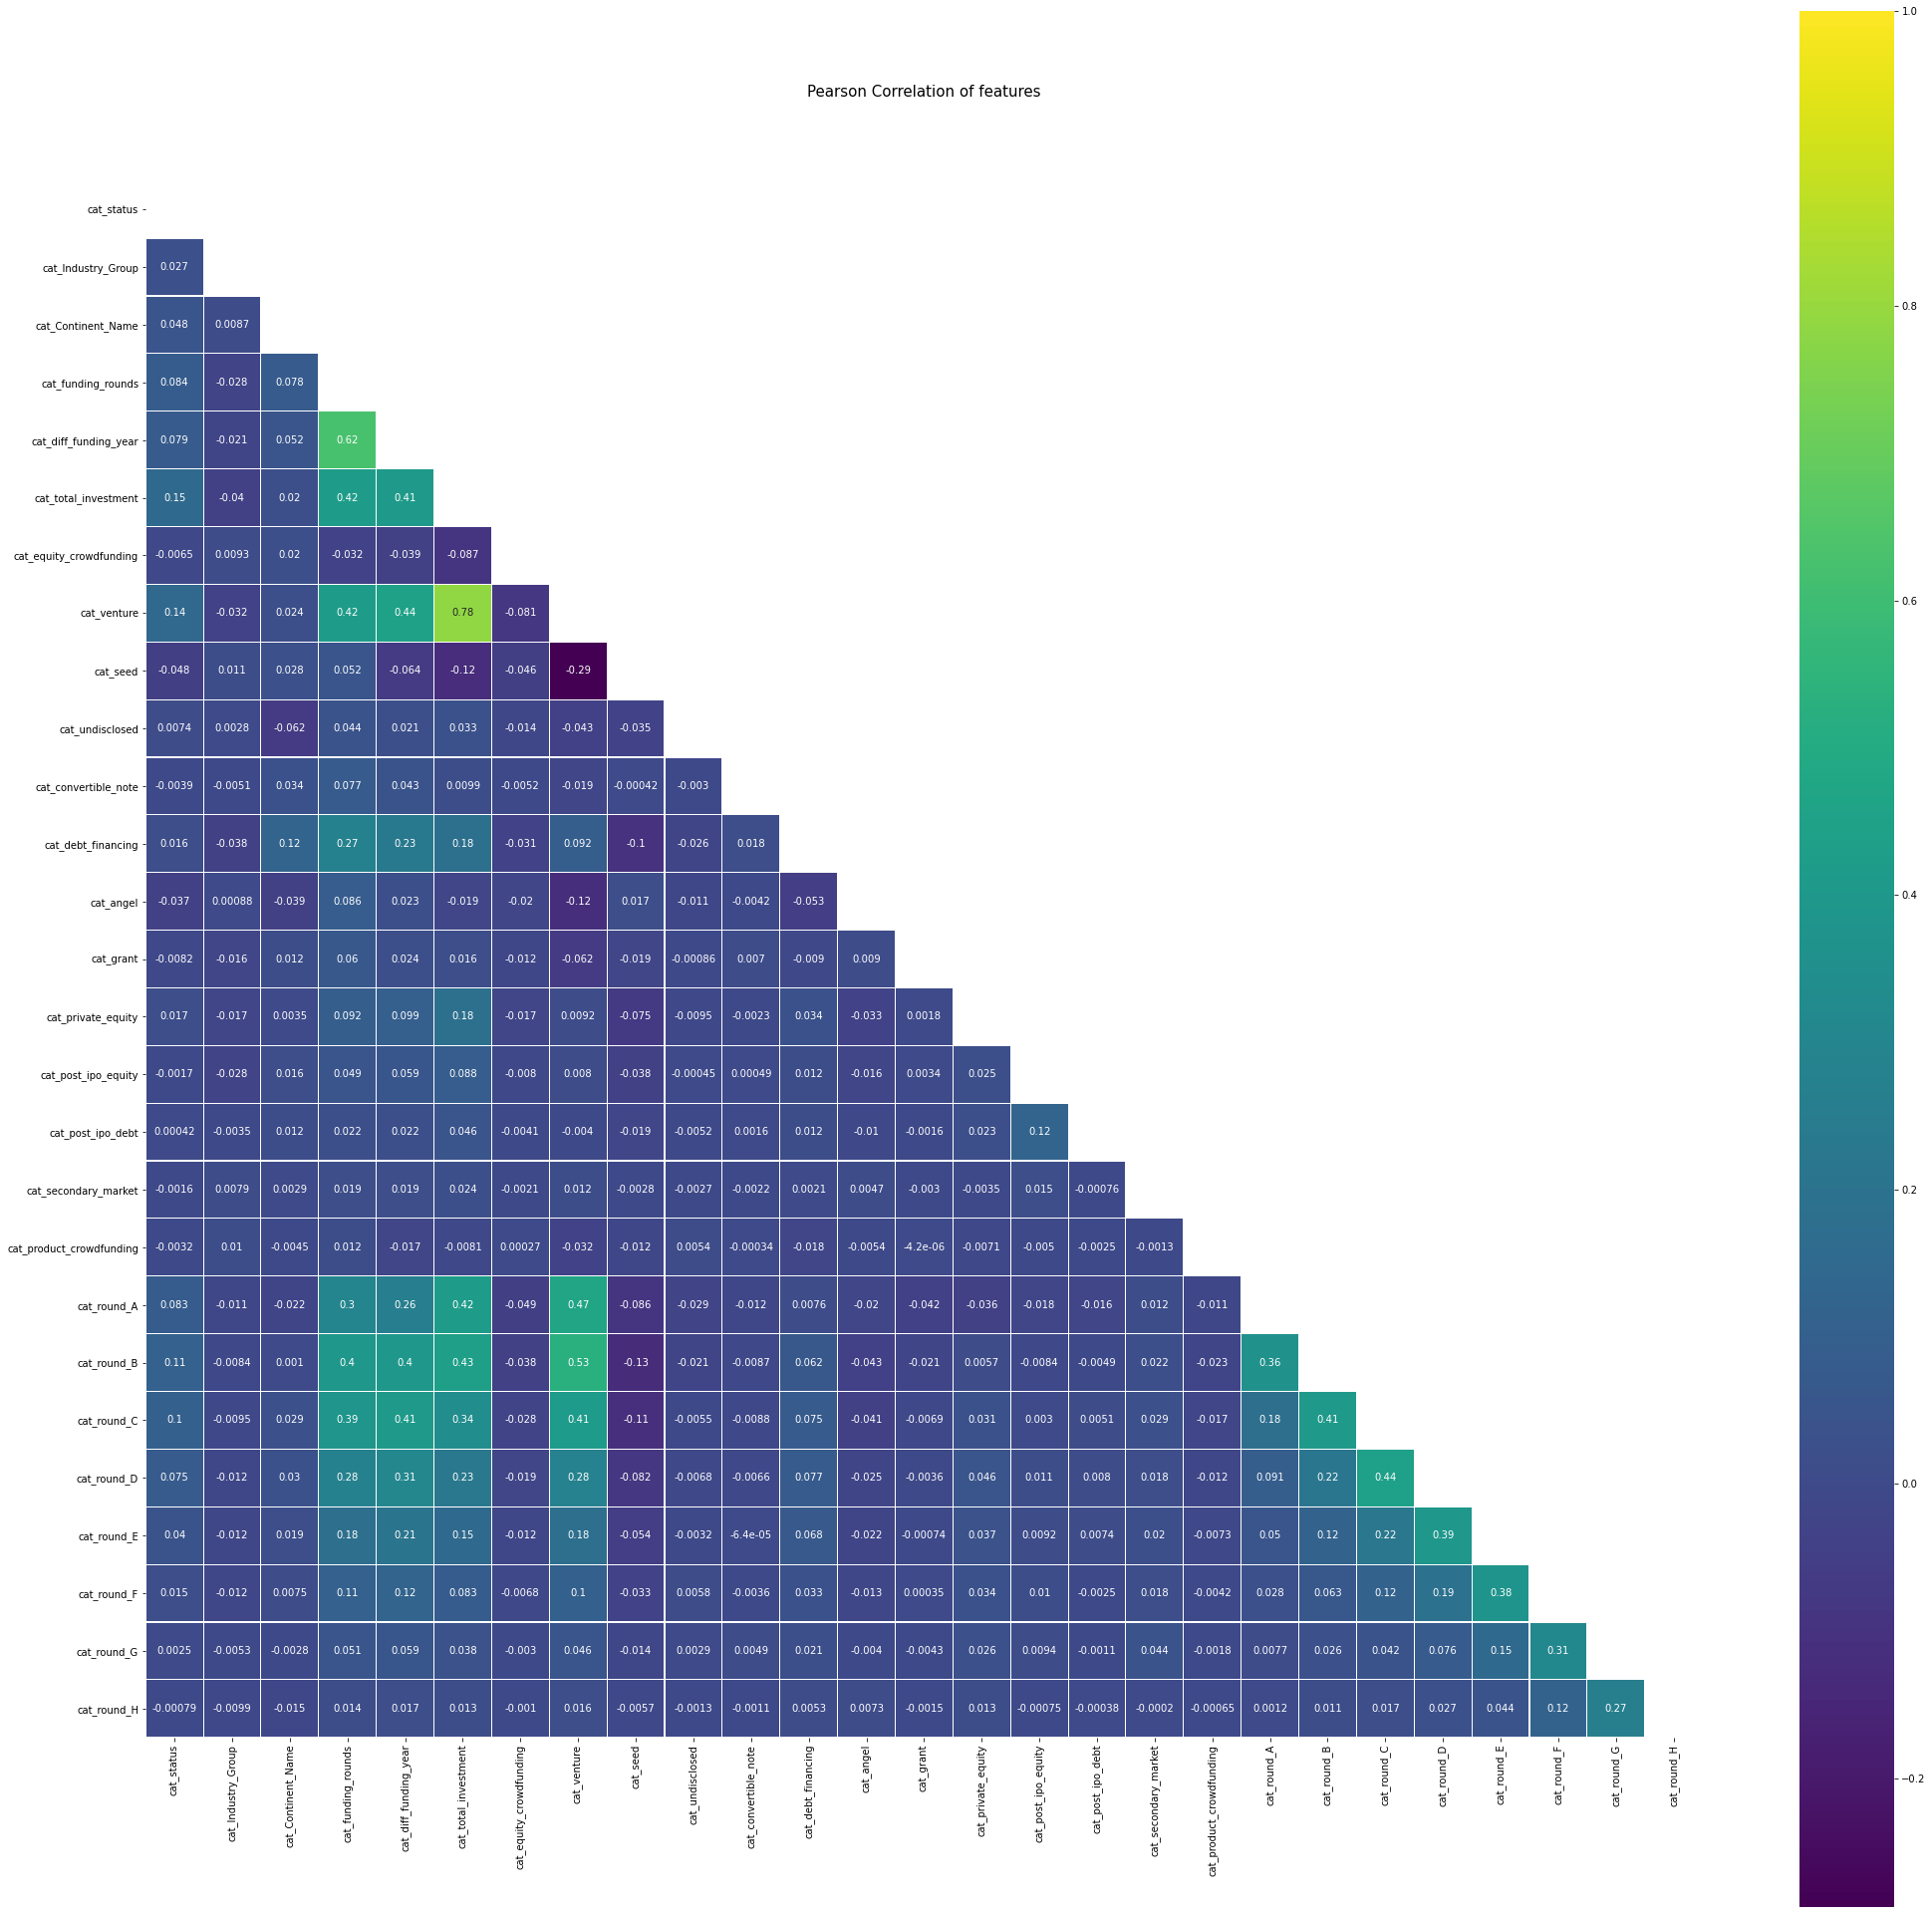 Pearson Correlation of features
1.0
cat_status
cat_Industry_Group 0.027
cat_Continent_Name 0.048 0.0087
0.8
cat_funding_rounds 0.084 -0.028 0.078
cat_diff_funding_year 0.079 -0.021 0.052 0.62
cat_total_investment 0.15 -0.04 0.02 0.42 0.41
cat_equity_crowdfunding -0.0065 0.0093 0.02 -0.032 -0.039 -0.087
cat_venture 0.14 -0.032 0.024 0.42 0.44 0.78 -0.081
0.6
cat_seed -0.048 0.011 0.028 0.052 -0.064 -0.12 -0.046 -0.29
cat_undisclosed 0.0074 0.0028 -0.062 0.044 0.021 0.033 -0.014 -0.043 -0.035
cat_convertible_note -0.0039 -0.0051 0.034 0.077 0.043 0.0099 -0.0052 -0.019 -0.00042 -0.003
cat_debt_financing 0.016 -0.038 0.12 0.27 0.23 0.18 -0.031 0.092 -0.1 -0.026 0.018
cat_angel -0.037 0.00088 -0.039 0.086 0.023 -0.019 -0.02 -0.12 0.017 -0.011 -0.0042 -0.053
0.4
cat_grant -0.0082 -0.016 0.012 0.06 0.024 0.016 -0.012 -0.062 -0.019 -0.00086 0.007 -0.009 0.009
cat_private_equity 0.017 -0.017 0.0035 0.092 0.099 0.18 -0.017 0.0092 -0.075 -0.0095 -0.0023 0.034 -0.033 0.0018
cat_post_ipo_equity -0.0017 -0.028 0.016 0.049 0.059 0.088 -0.008 0.008 -0.038 -0.00045 0.00049 0.012 -0.016 0.0034 0.025
cat_post_ipo_debt 0.00042 -0.0035 0.012 0.022 0.022 0.046 -0.0041 -0.004 -0.019 -0.0052 0.0016 0.012 -0.01 -0.0016 0.023 0.12
0.2
cat_secondary_market -0.0016 0.0079 0.0029 0.019 0.019 0.024 -0.0021 0.012 -0.0028 -0.0027 -0.0022 0.0021 0.0047 -0.003 -0.0035 0.015 -0.00076
cat_product_crowdfunding -0.0032 0.01 -0.0045 0.012 -0.017 -0.0081 0.00027 -0.032 -0.012 0.0054 -0.00034 -0.018 -0.0054 -4.2e-06 -0.0071 -0.005 -0.0025 -0.0013
cat_round_A 0.083 -0.011 -0.022 0.3 0.26 0.42 -0.049 0.47 -0.086 -0.029 -0.012 0.0076 -0.02 -0.042 -0.036 -0.018 -0.016 0.012 -0.011
cat_round_B 0.11 -0.0084 0.001 0.4 0.4 0.43 -0.038 0.53 -0.13 -0.021 -0.0087 0.062 -0.043 -0.021 0.0057 -0.0084 -0.0049 0.022 -0.023 0.36
cat_round_C 0.1 -0.0095 0.029 0.39 0.41 0.34 -0.028 0.41 -0.11 -0.0055 -0.0088 0.075 -0.041 -0.0069 0.031 0.003 0.0051 0.029 -0.017 0.18 0.41
cat_round_D 0.075 -0.012 0.03 0.28 0.31 0.23 -0.019 0.28 -0.082 -0.0068 -0.0066 0.077 -0.025 -0.0036 0.046 0.011 0.008 0.018 -0.012 0.091 0.22 0.44
0.0
cat_round_E 0.04 -0.012 0.019 0.18 0.21 0.15 -0.012 0.18 -0.054 -0.0032 -6.4e-05 0.068 -0.022 -0.00074 0.037 0.0092 0.0074 0.02 -0.0073 0.05 0.12 0.22 0.39
cat_round_F 0.015 -0.012 0.0075 0.11 0.12 0.083 -0.0068 0.1 -0.033 0.0058 -0.0036 0.033 -0.013 0.00035 0.034 0.01 -0.0025 0.018 -0.0042 0.028 0.063 0.12 0.19 0.38
cat_round_G 0.0025 -0.0053 -0.0028 0.051 0.059 0.038 -0.003 0.046 -0.014 0.0029 0.0049 0.021 -0.004 -0.0043 0.026 0.0094 -0.0011 0.044 -0.0018 0.0077 0.026 0.042 0.076 0.15 0.31
cat_round_H -0.00079 -0.0099 -0.015 0.014 0.017 0.013 -0.001 0.016 -0.0057 -0.0013 -0.0011 0.0053 0.0073 -0.0015 0.013 -0.00075 -0.00038 -0.0002 -0.00065 0.0012 0.011 0.017 0.027 0.044 0.12 0.27
−0.2
cat_status
cat_Industry_Group
cat_Continent_Name
cat_funding_rounds
cat_diff_funding_year
cat_total_investment
cat_equity_crowdfunding
cat_venture
cat_seed
cat_undisclosed
cat_convertible_note
cat_debt_financing
cat_angel
cat_grant
cat_private_equity
cat_post_ipo_equity
cat_post_ipo_debt
cat_secondary_market
cat_product_crowdfunding
cat_round_A
cat_round_B
cat_round_C
cat_round_D
cat_round_E
cat_round_F
cat_round_G
cat_round_H